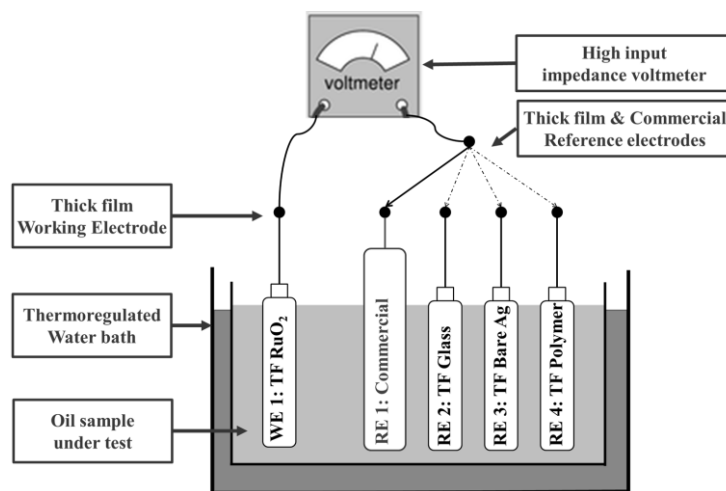 voltmeter
High input
impedance voltmeter
Thick film & Commercial
Reference electrodes
Thick film
Working Electrode
Thermoregulated
Water bath
Oil sample
under test
WE 1: TF RuO₂
RE 1: Commercial
RE 2: TF Glass
RE 3: TF Bare Ag
RE 4: TF Polymer